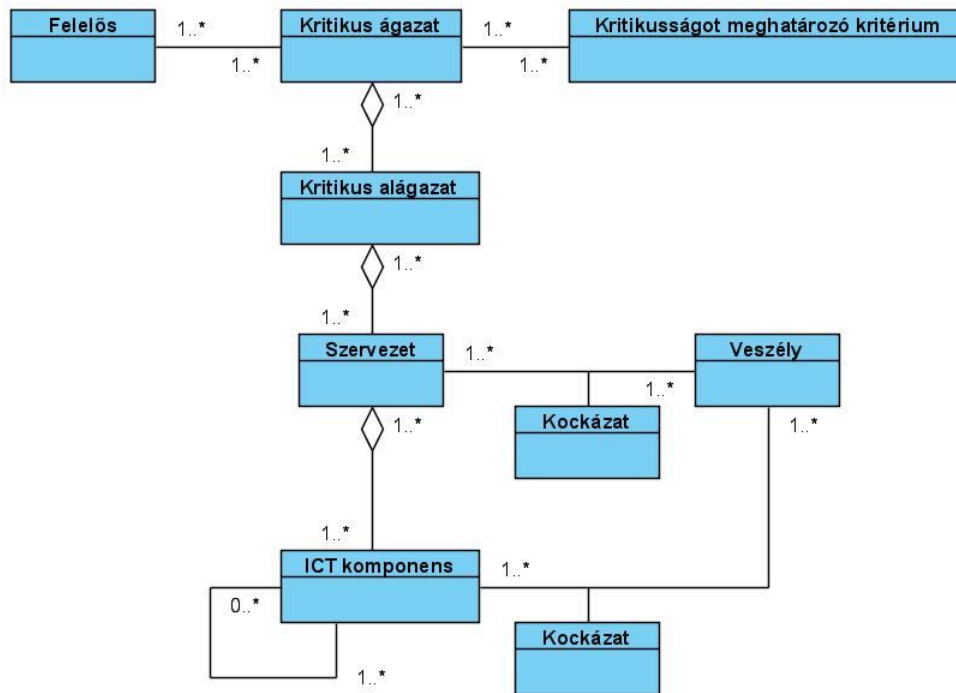 Felelős
1..*
1..*
Kritikus ágazat
1..*
1..*
Kritikusságot meghatározó kritérium
1..*
1..*
Kritikus alágazat
1..*
1..*
Szervezet
1..*
1..*
Veszély
Kockázat
1..*
1..*
1..*
ICT komponens
1..*
0..*
1..*
Kockázat